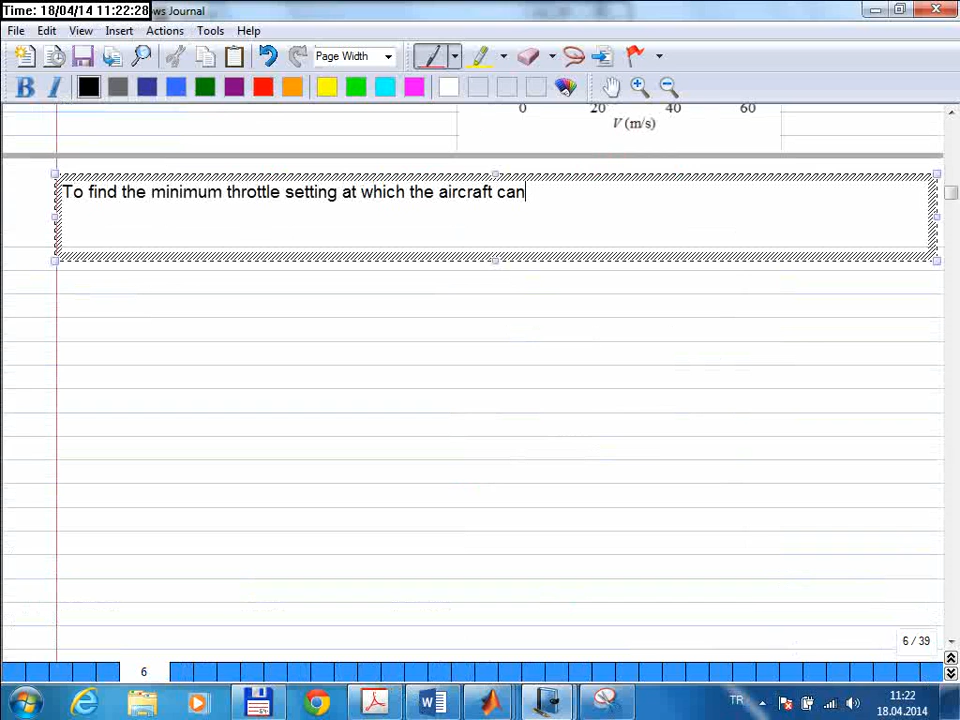 Time: 18/04/14 11:22:28
ws Journal
File Edit View Insert Actions Tools Help
Page Width
B I
0 20 40 60
V (m/s)
To find the minimum throttle setting at which the aircraft can
6 / 39
6
TR
11:22
18.04.2014